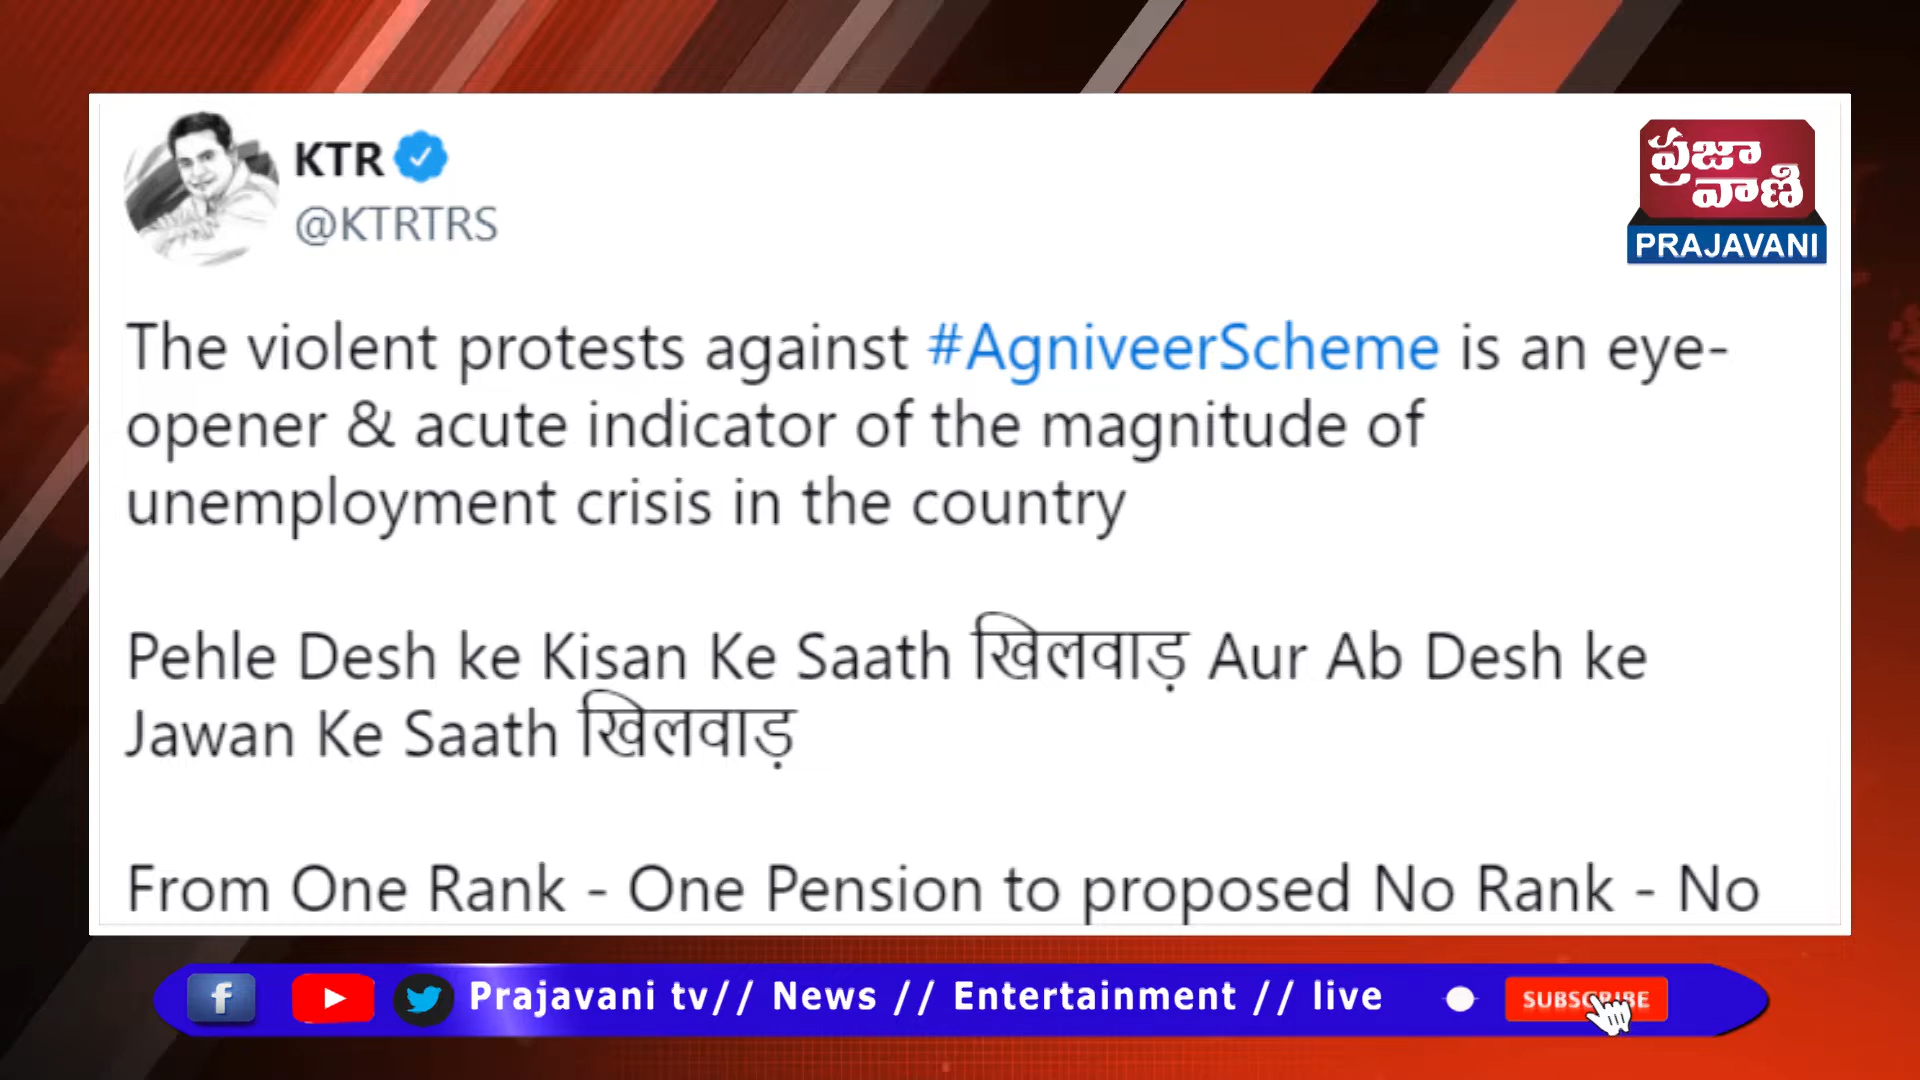 KTR
@KTRTRS
ప్రజా
వాణి
PRAJAVANI
The violent protests against #AgniveerScheme is an eye-
opener & acute indicator of the magnitude of
unemployment crisis in the country
Pehle Desh ke Kisan Ke Saath खिलवाड़ Aur Ab Desh ke
Jawan Ke Saath खिलवाड़
From One Rank - One Pension to proposed No Rank - No
Prajavani tv// News // Entertainment // live
SUBSCRIBE